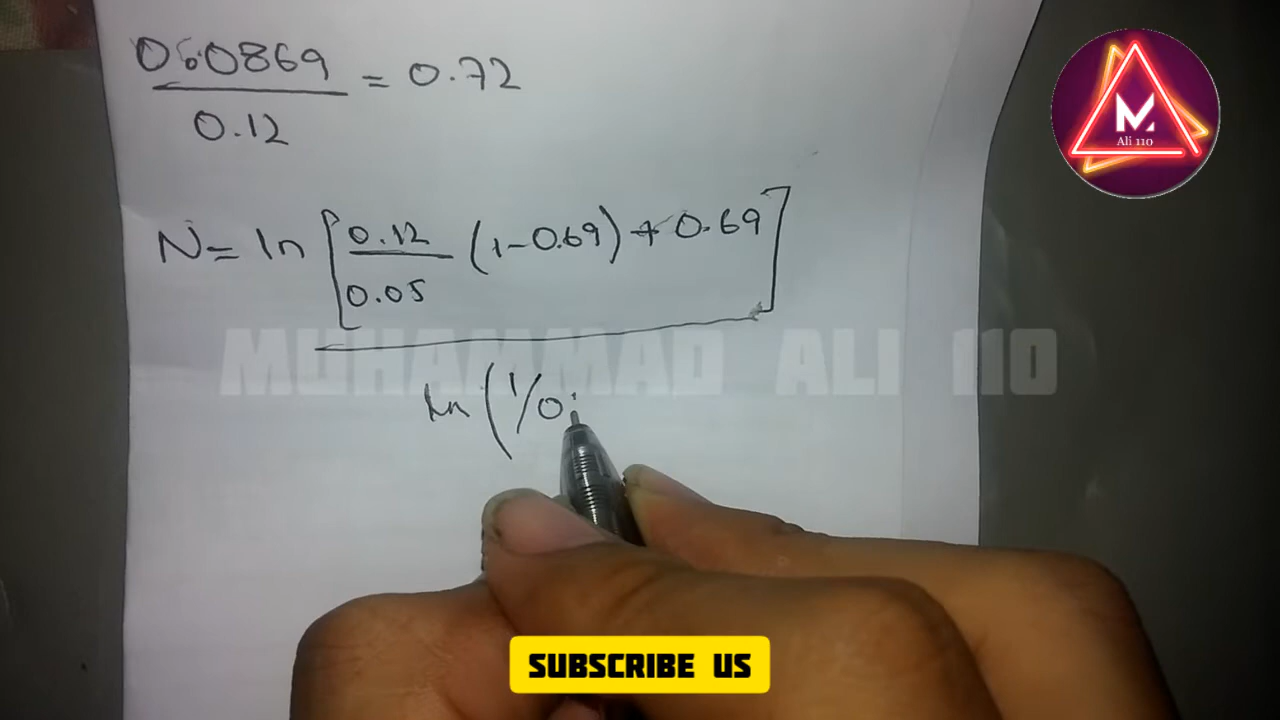 0.0869
0.12
= 0.72
N = ln [ 0.12 / 0.05 (1-0.69) + 0.69 ]
ln ( 1/0.
M
Ali 110
MUHAMMAD ALI 110
SUBSCRIBE US